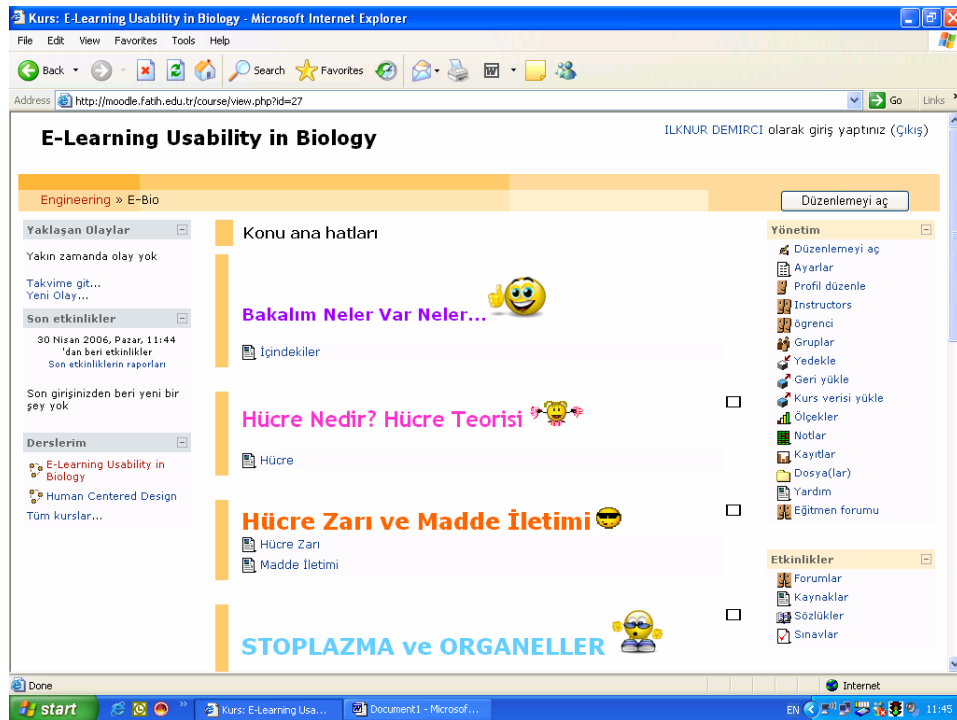 Kurs: E-Learning Usability in Biology - Microsoft Internet Explorer
File Edit View Favorites Tools Help
Back Search Favorites
Address http://moodle.fatih.edu.tr/course/view.php?id=27 Go Links
E-Learning Usability in Biology
ILKNUR DEMIRCI olarak giriş yaptınız (Çıkış)
Engineering » E-Bio
Düzenlemeyi aç
Yaklaşan Olaylar
Yakın zamanda olay yok
Takvime git...
Yeni Olay...
Son etkinlikler
30 Nisan 2006, Pazar, 11:44
'dan beri etkinlikler
Son etkinliklerin raporları
Son girişinizden beri yeni bir
şey yok
Derslerim
E-Learning Usability in
Biology
Human Centered Design
Tüm kurslar...
Konu ana hatları
Bakalım Neler Var Neler...
İçindekiler
Hücre Nedir? Hücre Teorisi
Hücre
Hücre Zarı ve Madde İletimi
Hücre Zarı
Madde İletimi
STOPLAZMA ve ORGANELLER
Yönetim
Düzenlemeyi aç
Ayarlar
Profil düzenle
Instructors
öğrenci
Gruplar
Yedekle
Geri yükle
Kurs verisi yükle
Ölçekler
Notlar
Kayıtlar
Dosya(lar)
Yardım
Eğitmen forumu
Etkinlikler
Forumlar
Kaynaklar
Sözlükler
Sınavlar
Done
Internet
start
Kurs: E-Learning Usa...
Document1 - Microsof...
EN
11:45